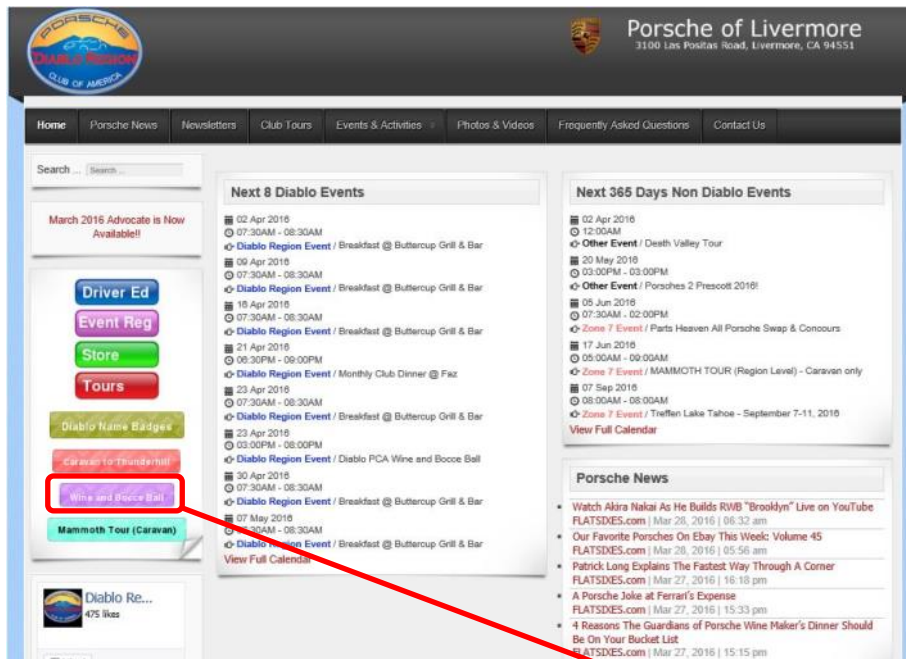 PORSCHE
DIABLO REGION
CLUB OF AMERICA
Porsche of Livermore
3100 Las Positas Road, Livermore, CA 94551
Home Porsche News Newsletters Club Tours Events & Activities Photos & Videos Frequently Asked Questions Contact Us
Search ... Search ...
March 2016 Advocate is Now
Available!!
Driver Ed
Event Reg
Store
Tours
Diablo Name Badges
Caravan to Thunderhill
Wine and Bocce Ball
Mammoth Tour (Caravan)
Diablo Re...
475 likes
Next 8 Diablo Events
02 Apr 2016
07:30AM - 08:30AM
Diablo Region Event / Breakfast @ Buttercup Grill & Bar
09 Apr 2016
07:30AM - 08:30AM
Diablo Region Event / Breakfast @ Buttercup Grill & Bar
16 Apr 2016
07:30AM - 08:30AM
Diablo Region Event / Breakfast @ Buttercup Grill & Bar
21 Apr 2016
06:30PM - 09:00PM
Diablo Region Event / Monthly Club Dinner @ Faz
23 Apr 2016
07:30AM - 08:30AM
Diablo Region Event / Breakfast @ Buttercup Grill & Bar
23 Apr 2016
03:00PM - 08:00PM
Diablo Region Event / Diablo PCA Wine and Bocce Ball
30 Apr 2016
07:30AM - 08:30AM
Diablo Region Event / Breakfast @ Buttercup Grill & Bar
07 May 2016
:30AM - 08:30AM
Diablo Region Event / Breakfast @ Buttercup Grill & Bar
View Full Calendar
Next 365 Days Non Diablo Events
02 Apr 2016
12:00AM
Other Event / Death Valley Tour
20 May 2016
03:00PM - 03:00PM
Other Event / Porsches 2 Prescott 2016!
05 Jun 2016
07:30AM - 02:00PM
Zone 7 Event / Parts Heaven All Porsche Swap & Concours
17 Jun 2016
05:00AM - 09:00AM
Zone 7 Event / MAMMOTH TOUR (Region Level) - Caravan only
07 Sep 2016
08:00AM - 08:00AM
Zone 7 Event / Treffen Lake Tahoe - September 7-11, 2016
View Full Calendar
Porsche News
Watch Akira Nakai As He Builds RWB "Brooklyn" Live on YouTube
FLATSIXES.com | Mar 28, 2016 | 06:32 am
Our Favorite Porsches On Ebay This Week: Volume 45
FLATSIXES.com | Mar 28, 2016 | 05:56 am
Patrick Long Explains The Fastest Way Through A Corner
FLATSIXES.com | Mar 27, 2016 | 16:18 pm
A Porsche Joke at Ferrari's Expense
FLATSIXES.com | Mar 27, 2016 | 15:33 pm
4 Reasons The Guardians of Porsche Wine Maker's Dinner Should
Be On Your Bucket List
FLATSIXES.com | Mar 27, 2016 | 15:15 pm